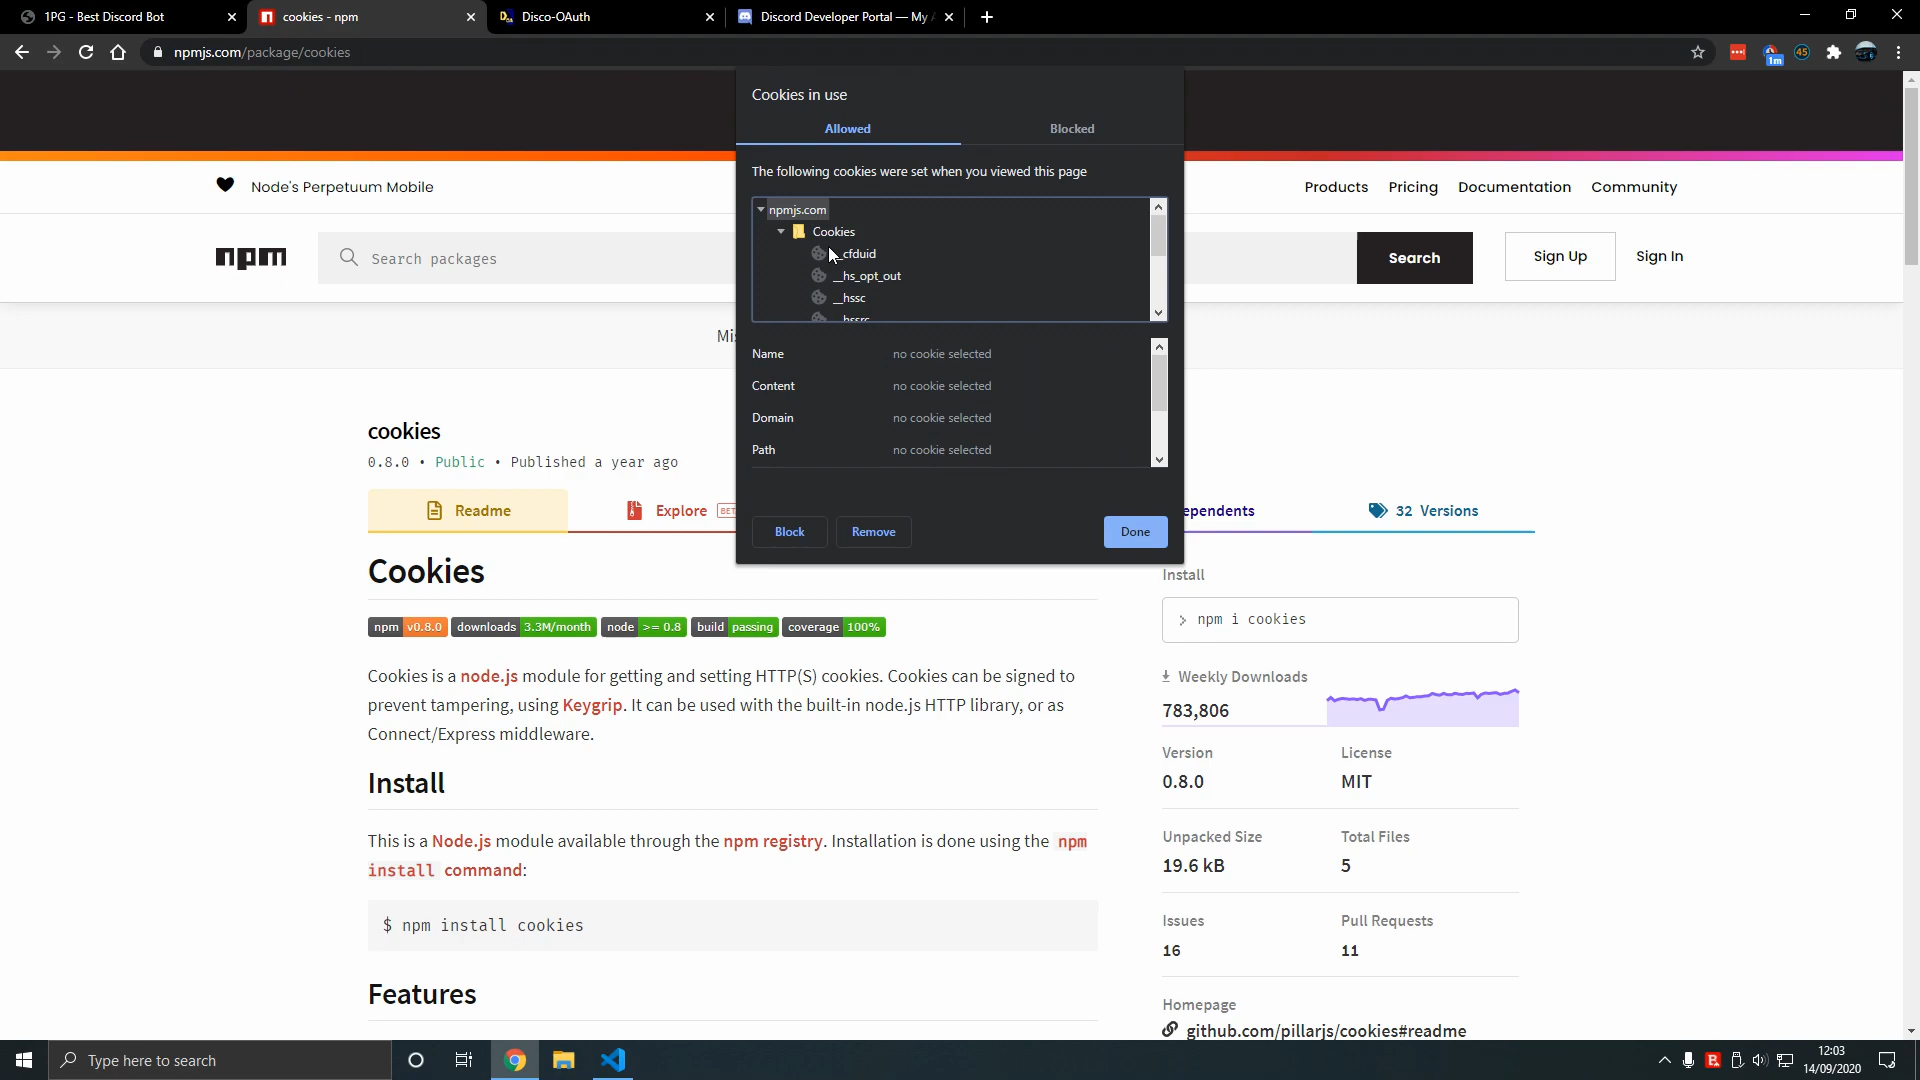 1PG - Best Discord Bot
cookies - npm
Disco-OAuth
Discord Developer Portal — My
npmjs.com/package/cookies
45
1m
Cookies in use
Allowed
Blocked
The following cookies were set when you viewed this page
npmjs.com
Cookies
__cfduid
__hs_opt_out
__hssc
__hssrc
Name no cookie selected
Content no cookie selected
Domain no cookie selected
Path no cookie selected
Block
Remove
Done
Node's Perpetuum Mobile
Products
Pricing
Documentation
Community
npm
Search packages
Search
Sign Up
Sign In
cookies
0.8.0 • Public • Published a year ago
Readme
Explore
BET
ependents
32 Versions
Cookies
npm v0.8.0 downloads 3.3M/month node >= 0.8 build passing coverage 100%
Cookies is a node.js module for getting and setting HTTP(S) cookies. Cookies can be signed to
prevent tampering, using Keygrip. It can be used with the built-in node.js HTTP library, or as
Connect/Express middleware.
Install
This is a Node.js module available through the npm registry. Installation is done using the npm
install command:
$ npm install cookies
Features
Install
> npm i cookies
Weekly Downloads
783,806
Version
License
0.8.0
MIT
Unpacked Size
Total Files
19.6 kB
5
Issues
Pull Requests
16
11
Homepage
github.com/pillarjs/cookies#readme
Type here to search
12:03
14/09/2020